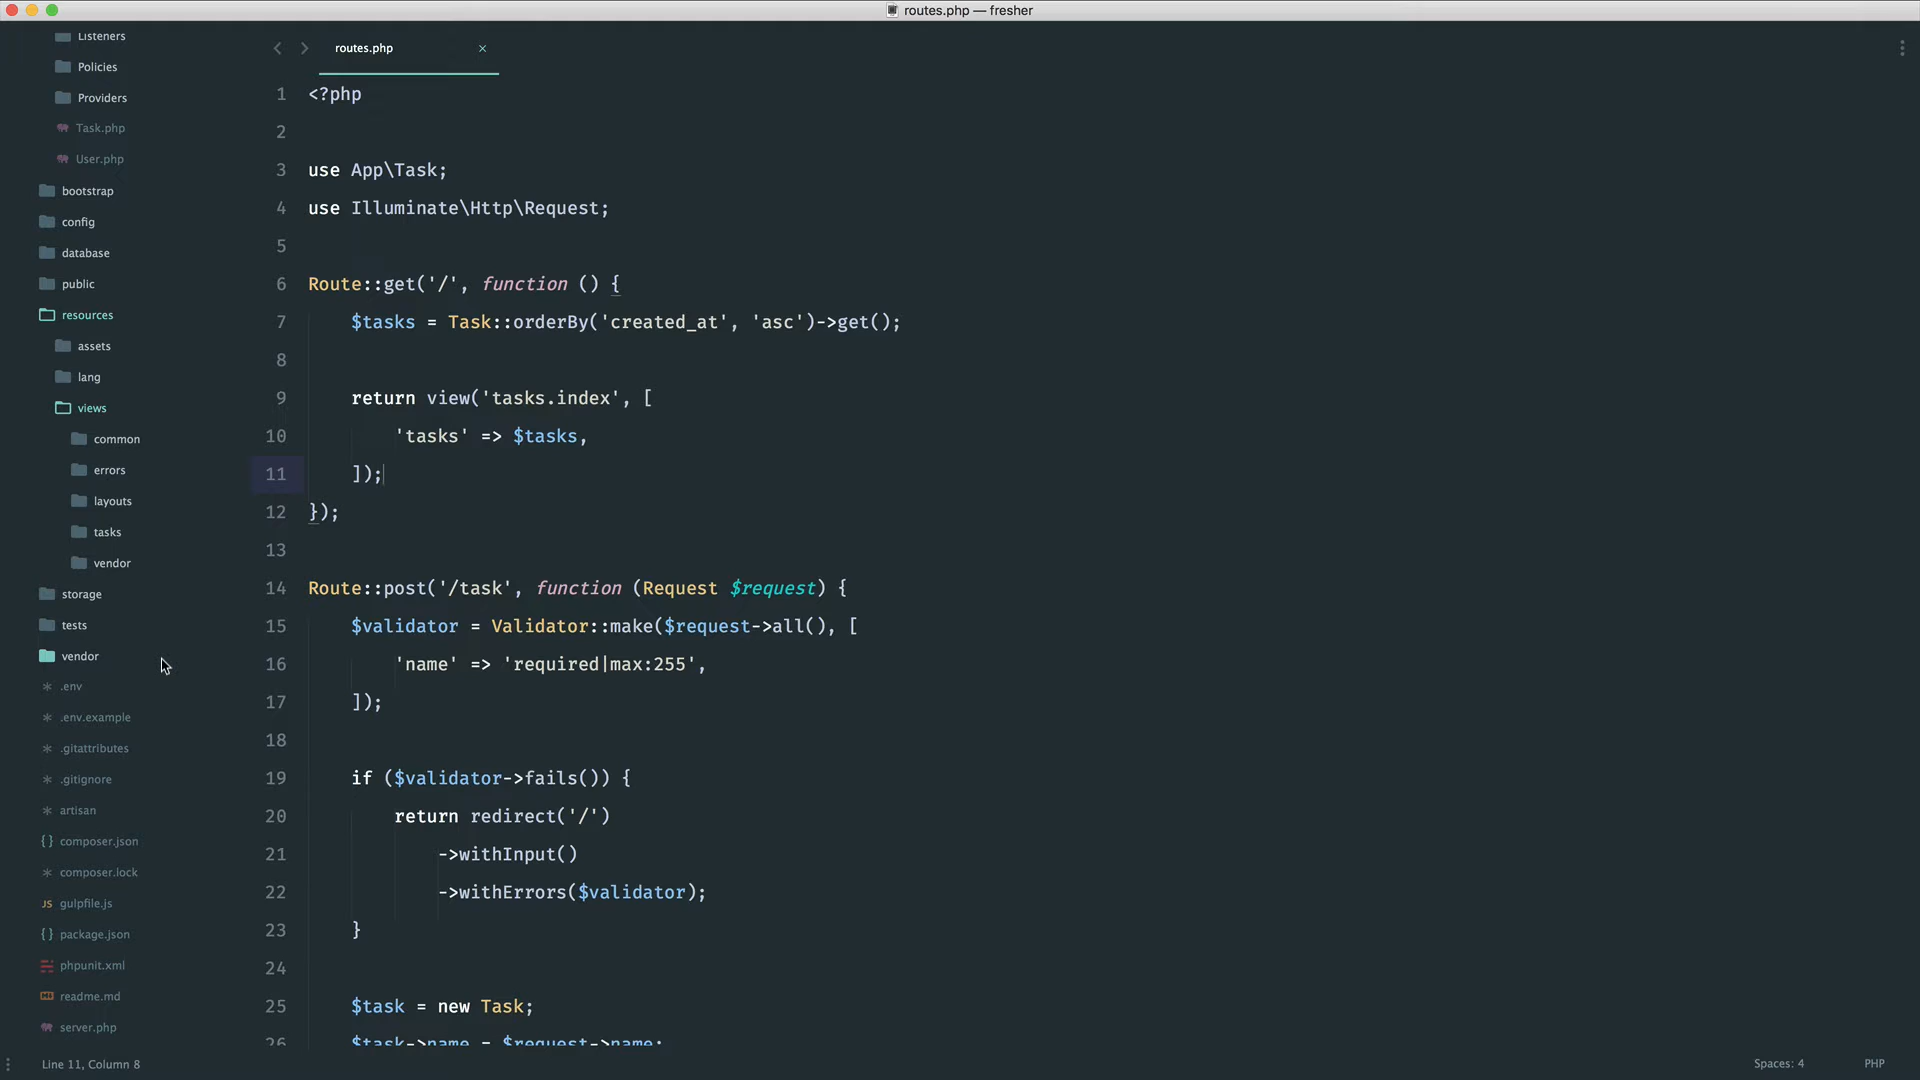 routes.php — fresher
Listeners
Policies
Providers
Task.php
User.php
bootstrap
config
database
public
resources
assets
lang
views
common
errors
layouts
tasks
vendor
storage
tests
vendor
.env
.env.example
.gitattributes
.gitignore
artisan
composer.json
composer.lock
JS gulpfile.js
package.json
phpunit.xml
readme.md
server.php
routes.php ×
1 <?php
2
3 use App\Task;
4 use Illuminate\Http\Request;
5
6 Route::get('/', function () {
7 $tasks = Task::orderBy('created_at', 'asc')->get();
8
9 return view('tasks.index', [
10 'tasks' => $tasks,
11 ]);
12 });
13
14 Route::post('/task', function (Request $request) {
15 $validator = Validator::make($request->all(), [
16 'name' => 'required|max:255',
17 ]);
18
19 if ($validator->fails()) {
20 return redirect('/')
21 ->withInput()
22 ->withErrors($validator);
23 }
24
25 $task = new Task;
26 $task->name = $request->name;
Line 11, Column 8
Spaces: 4
PHP